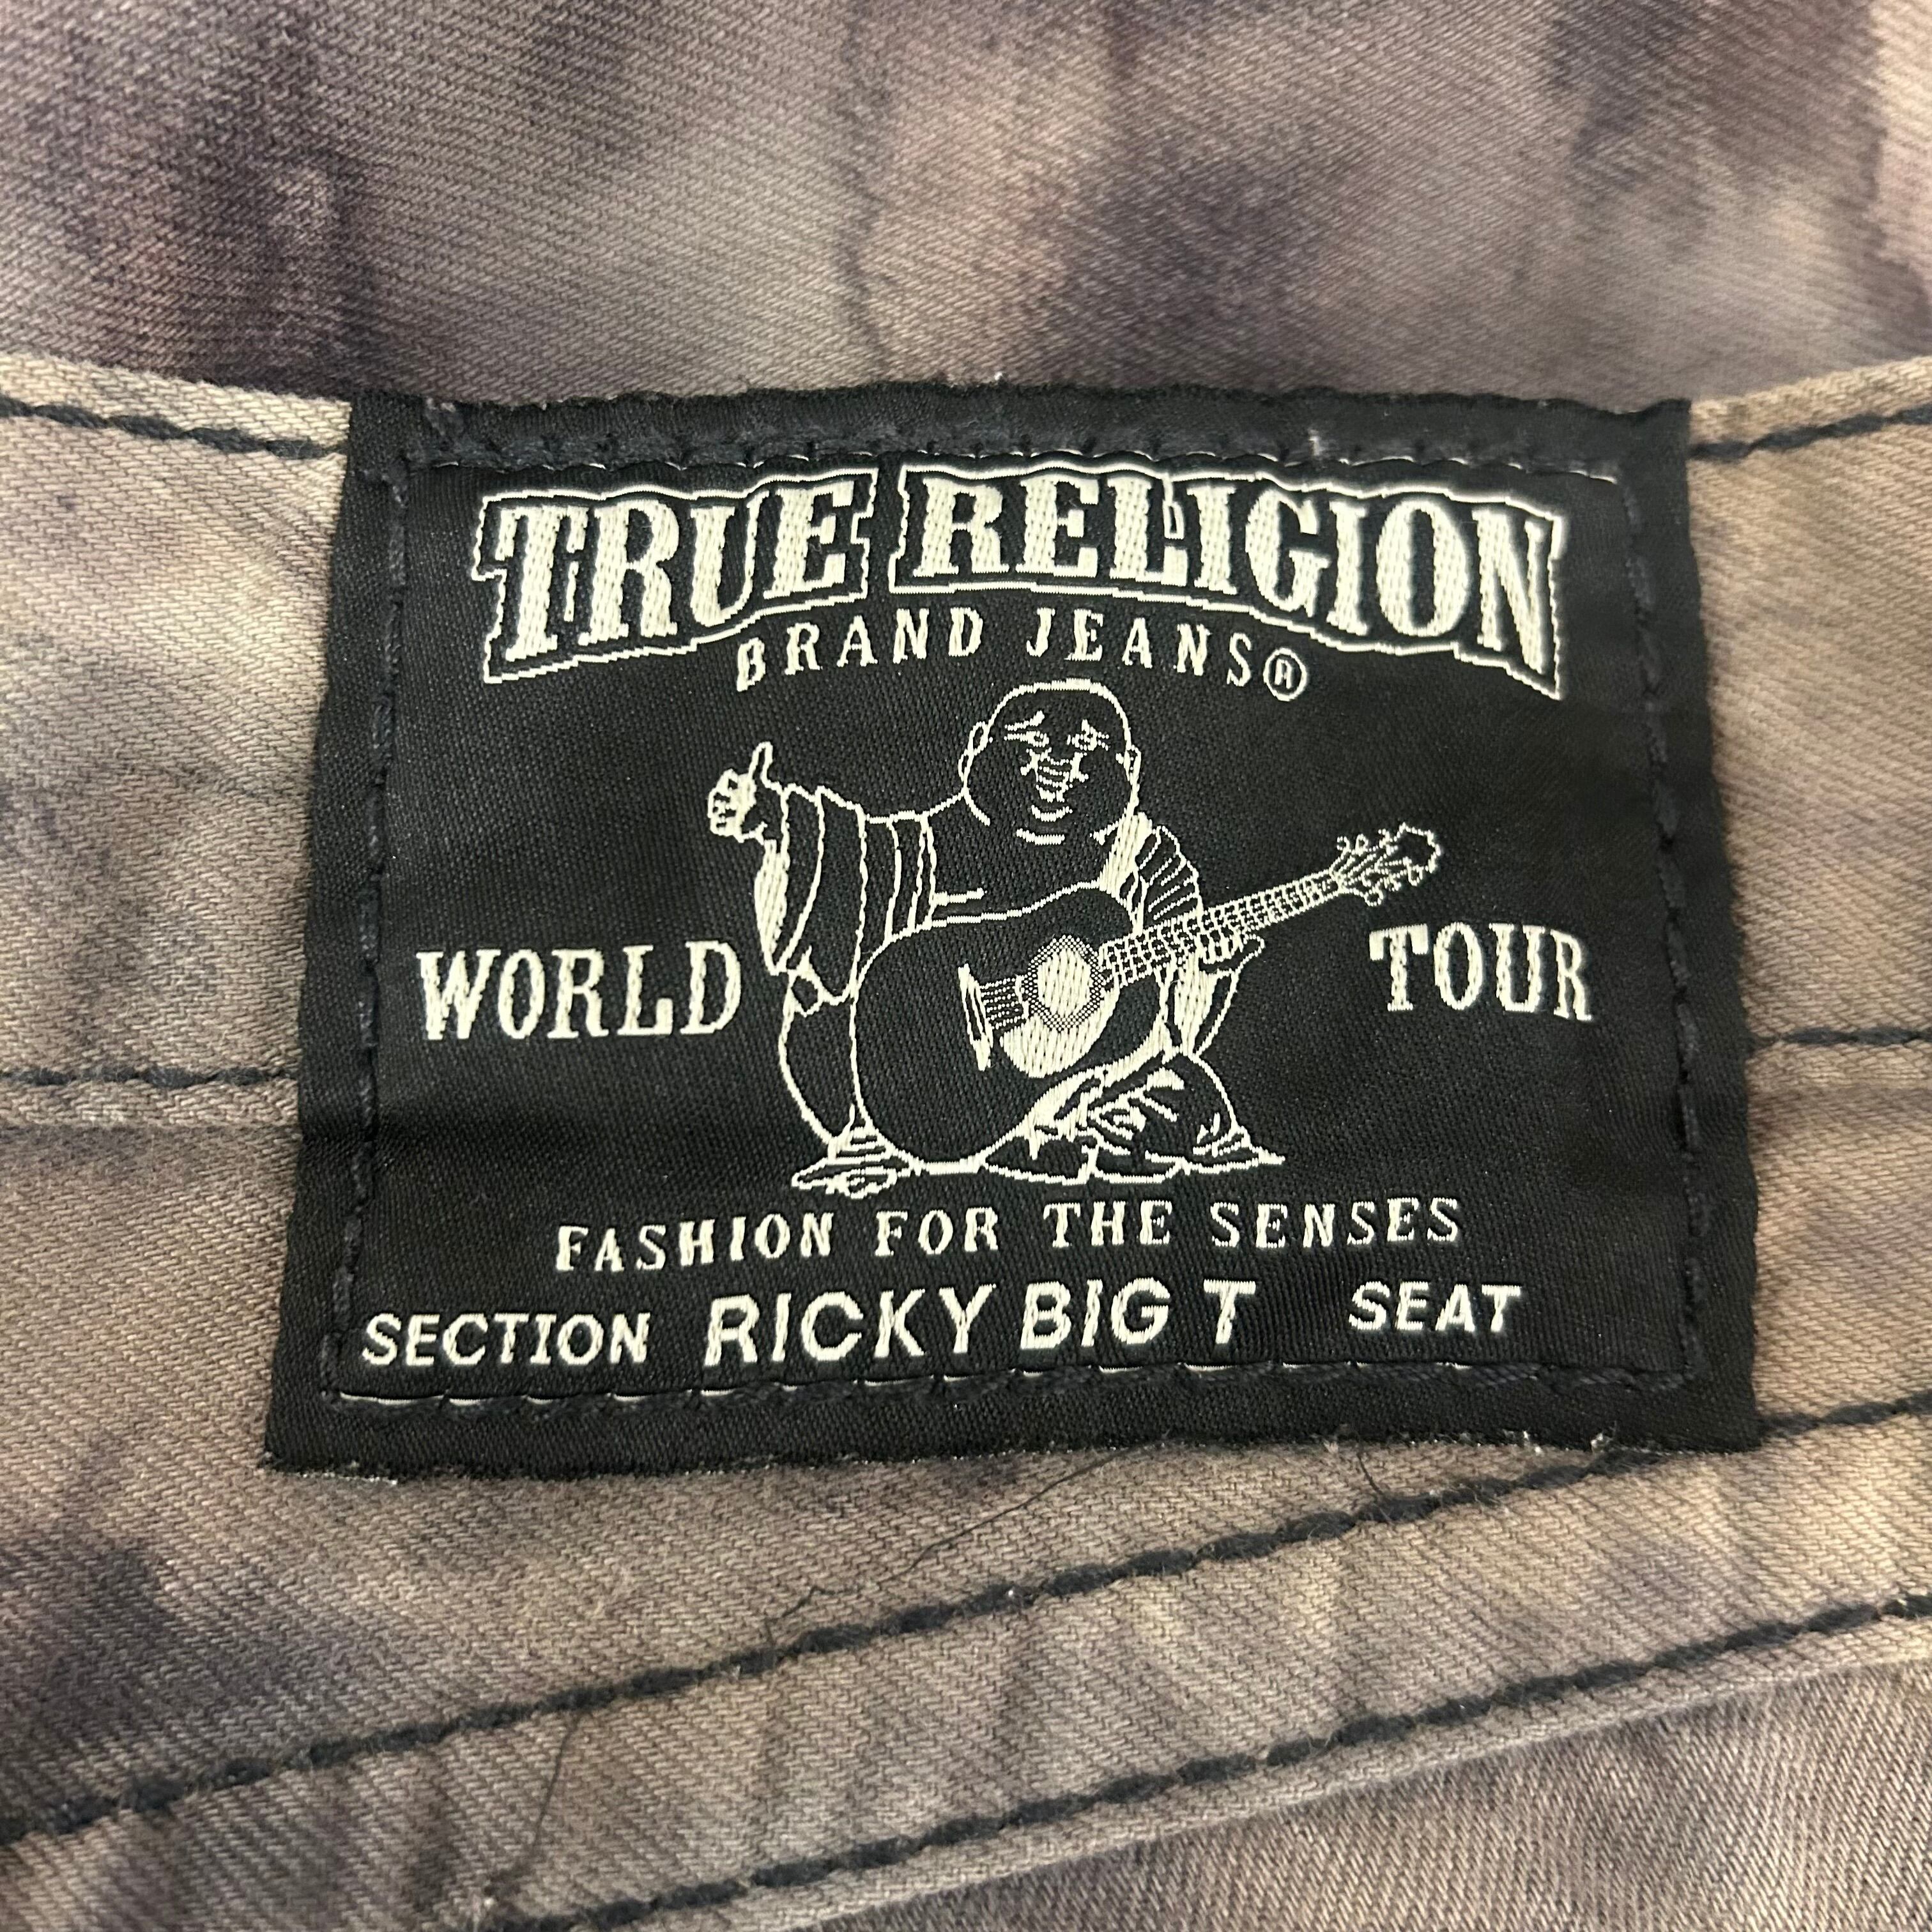 TRUE RELIGION
BRAND JEANS®
WORLD TOUR
FASHION FOR THE SENSES
SECTION RICKY BIG T SEAT